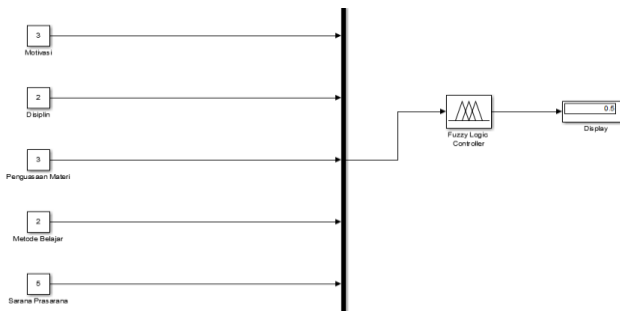 3
Motivasi
2
Disiplin
3
Penguasaan Materi
2
Metode Belajar
5
Sarana Prasarana
Fuzzy Logic
Controller
0.5
Display